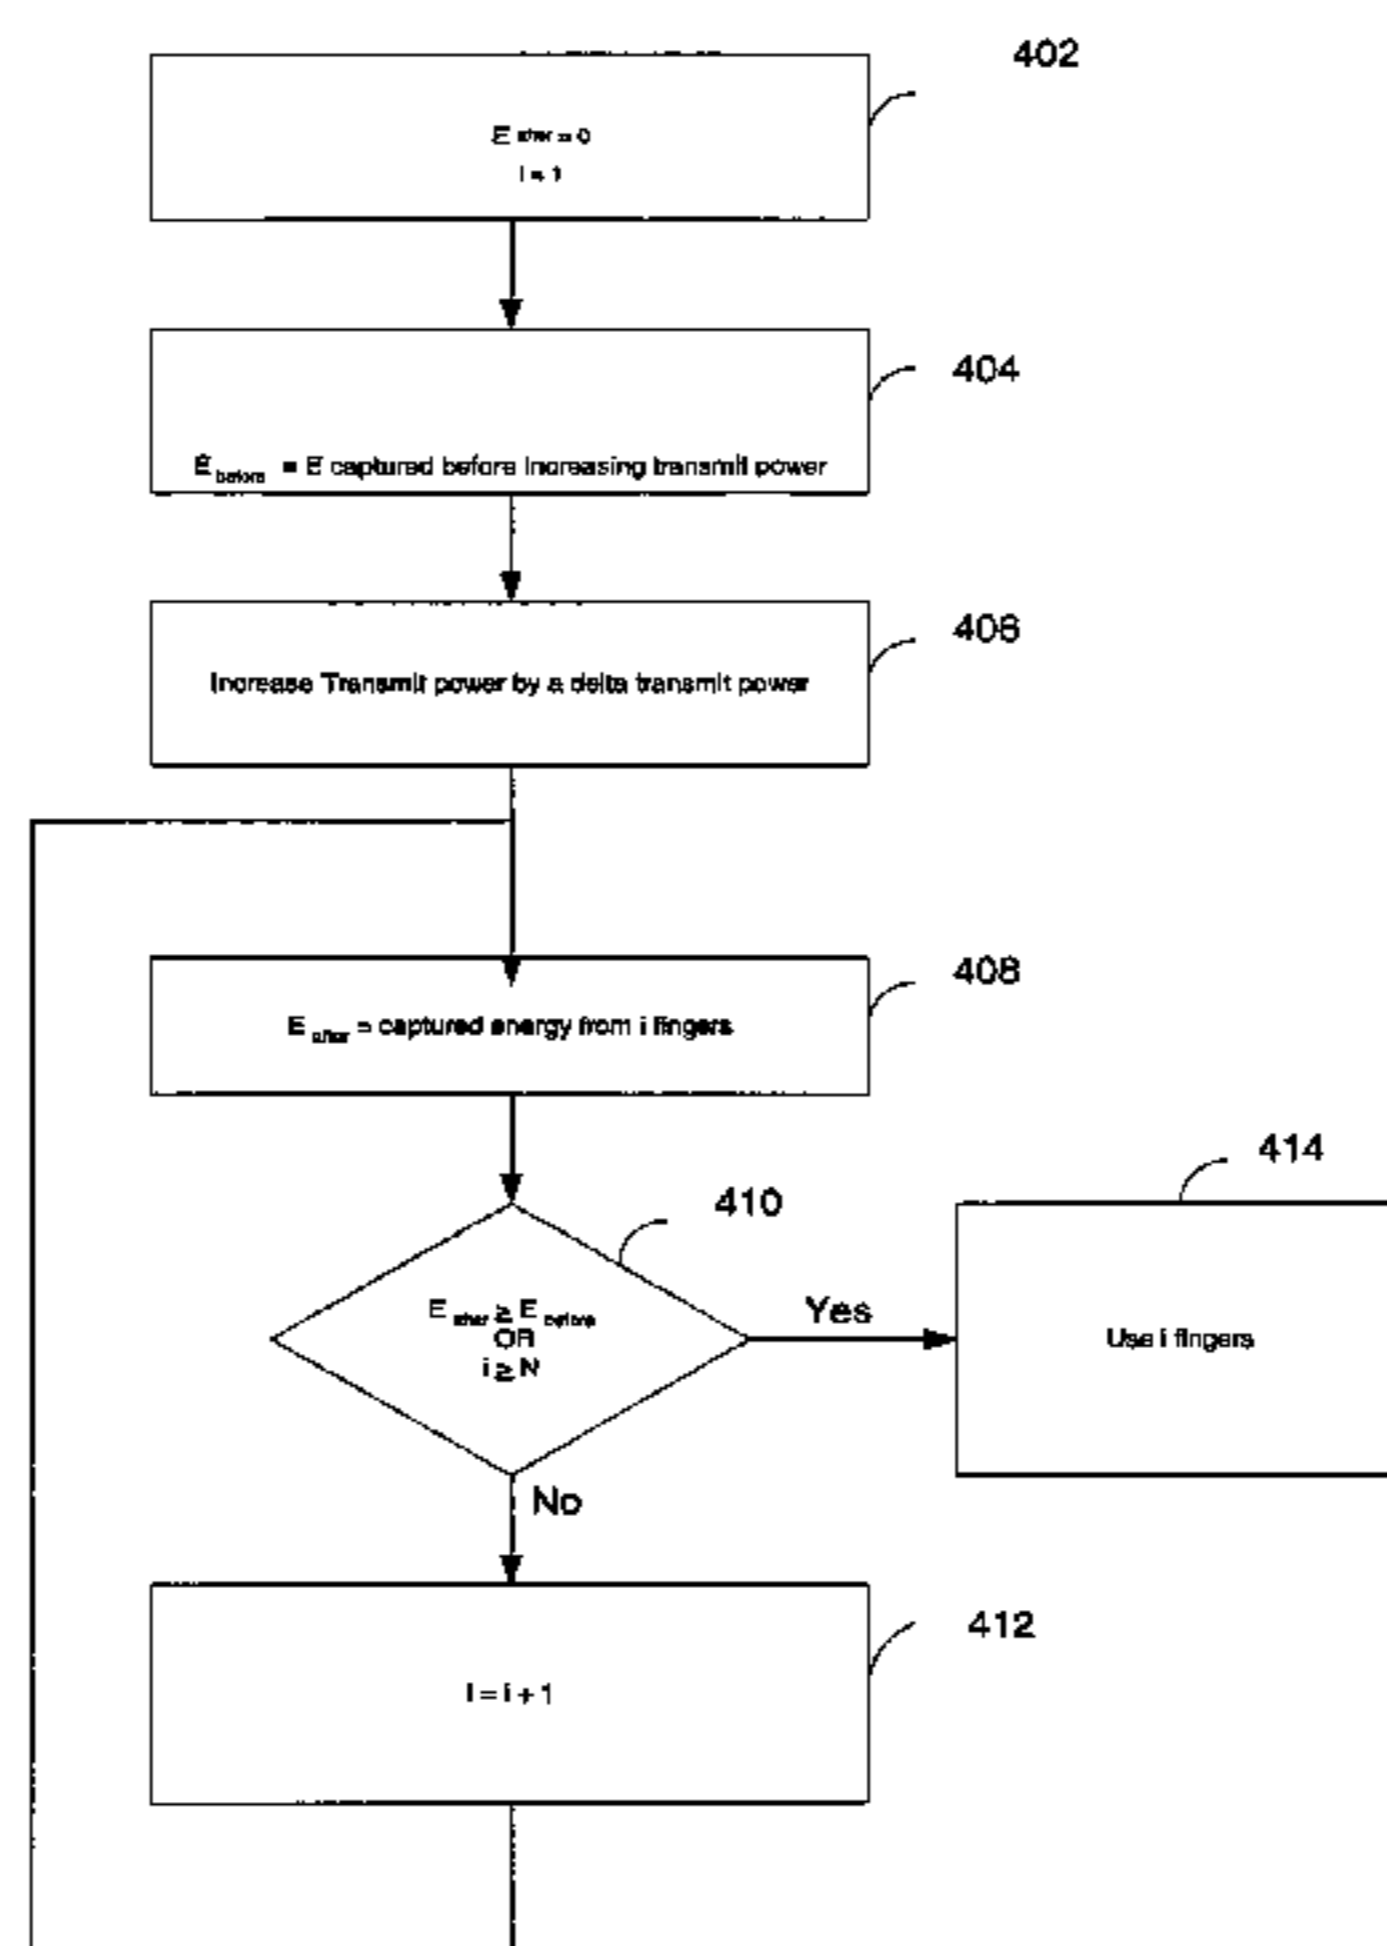 402
E after = 0
i = 1
404
E before = E captured before increasing transmit power
406
Increase Transmit power by a delta transmit power
408
E after = captured energy from i fingers
414
410
E after ≥ E before
OR
i ≥ N
Yes
Use i fingers
No
412
i = i + 1